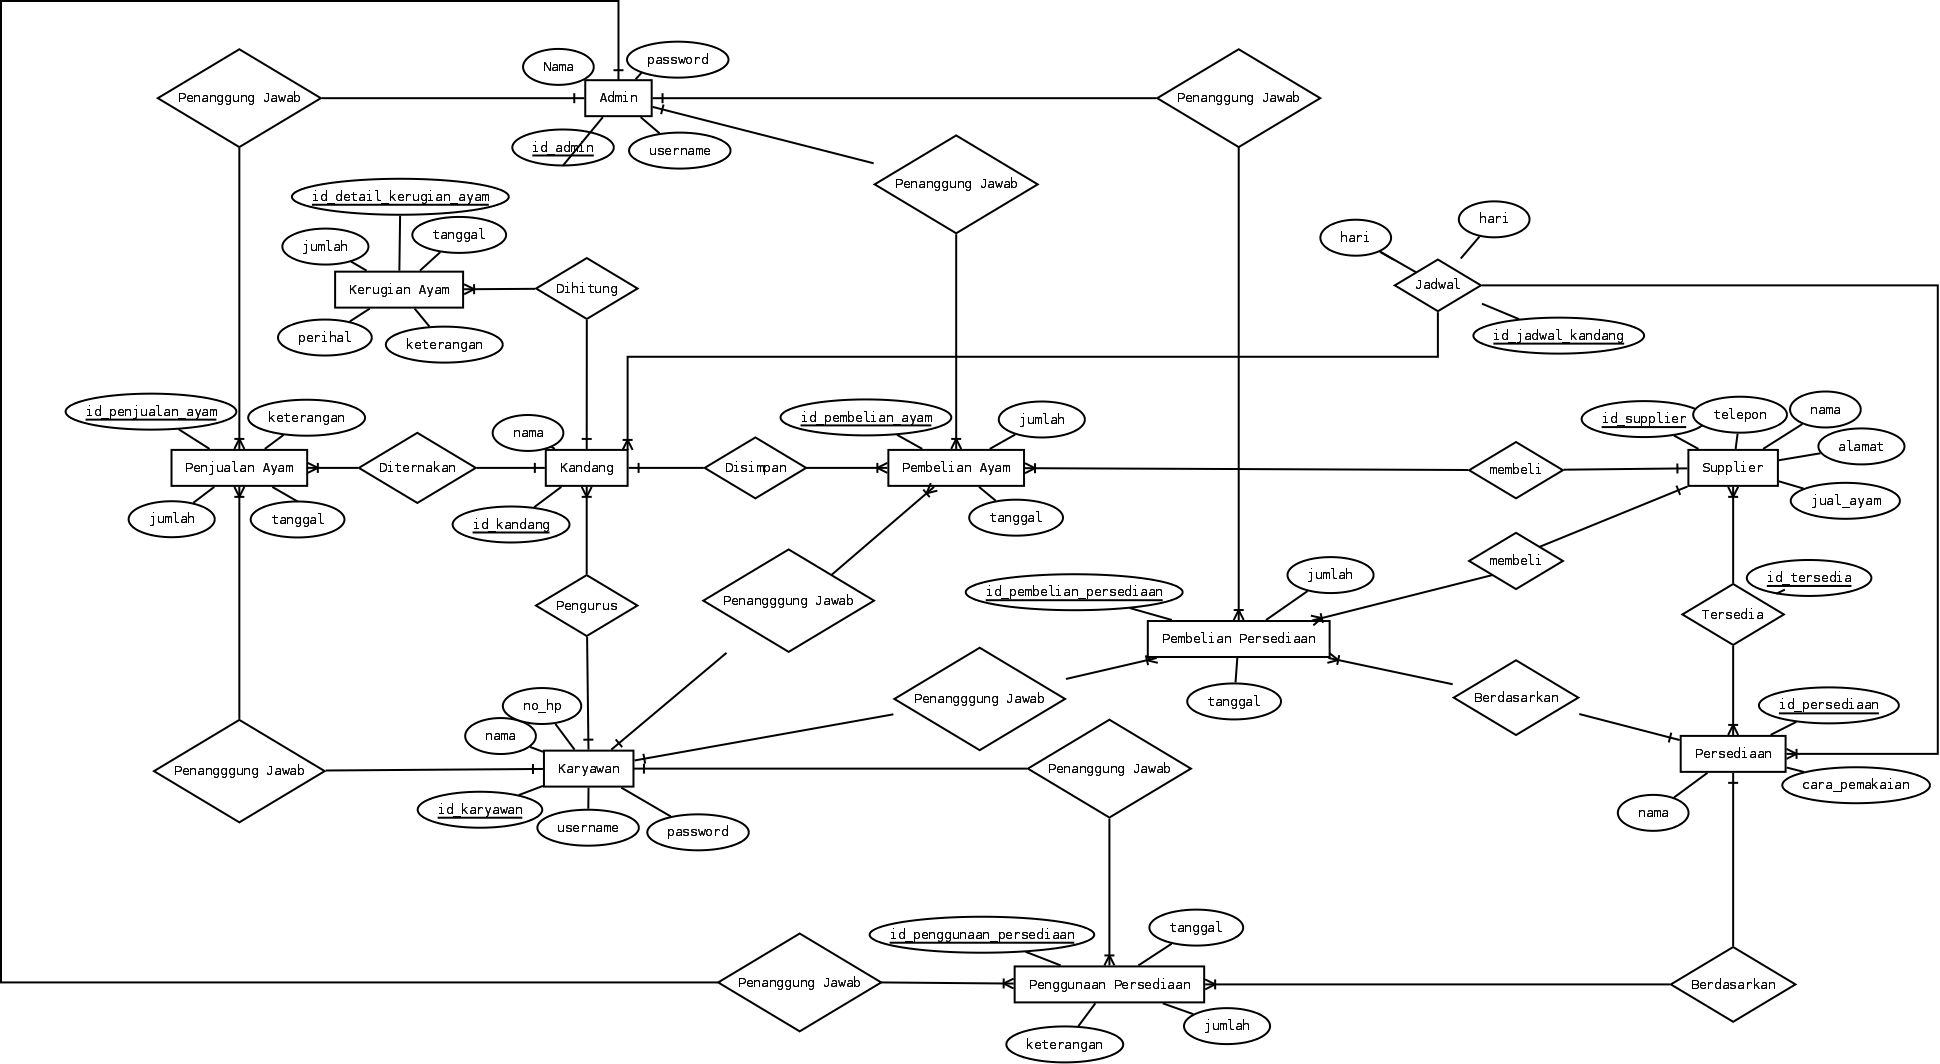 Nama
password
Penanggung Jawab
Admin
Penanggung Jawab
id_admin
username
Penanggung Jawab
id_detail_kerugian_ayam
hari
jumlah
tanggal
hari
Kerugian Ayam
Dihitung
Jadwal
perihal
keterangan
id_jadwal_kandang
id_penjualan_ayam
keterangan
nama
id_pembelian_ayam
jumlah
id_supplier
telepon
nama
alamat
Penjualan Ayam
Diternakan
Kandang
Disimpan
Pembelian Ayam
membeli
Supplier
jumlah
tanggal
id_kandang
tanggal
jual_ayam
membeli
jumlah
id_tersedia
id_pembelian_persediaan
Pengurus
Penangggung Jawab
Tersedia
Pembelian Persediaan
Penangggung Jawab
Berdasarkan
tanggal
id_persediaan
no_hp
nama
Penangggung Jawab
Karyawan
Penanggung Jawab
Persediaan
cara_pemakaian
id_karyawan
username
password
nama
id_penggunaan_persediaan
tanggal
Penanggung Jawab
Penggunaan Persediaan
Berdasarkan
keterangan
jumlah